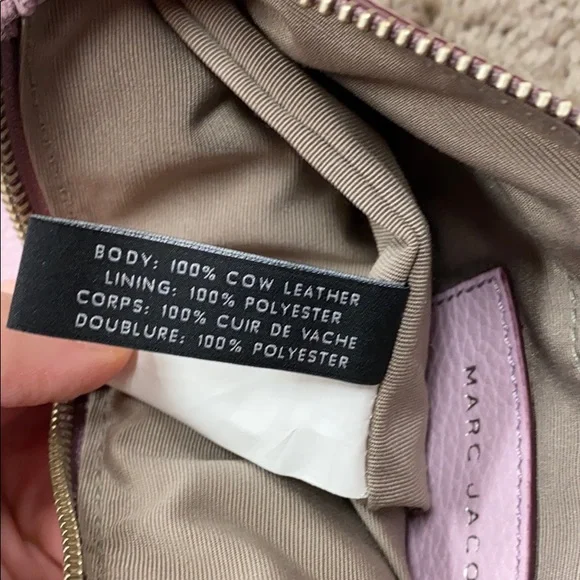 BODY: 100% COW LEATHER
LINING: 100% POLYESTER
CORPS: 100% CUIR DE VACHE
DOUBLURE: 100% POLYESTER
MARC JACO